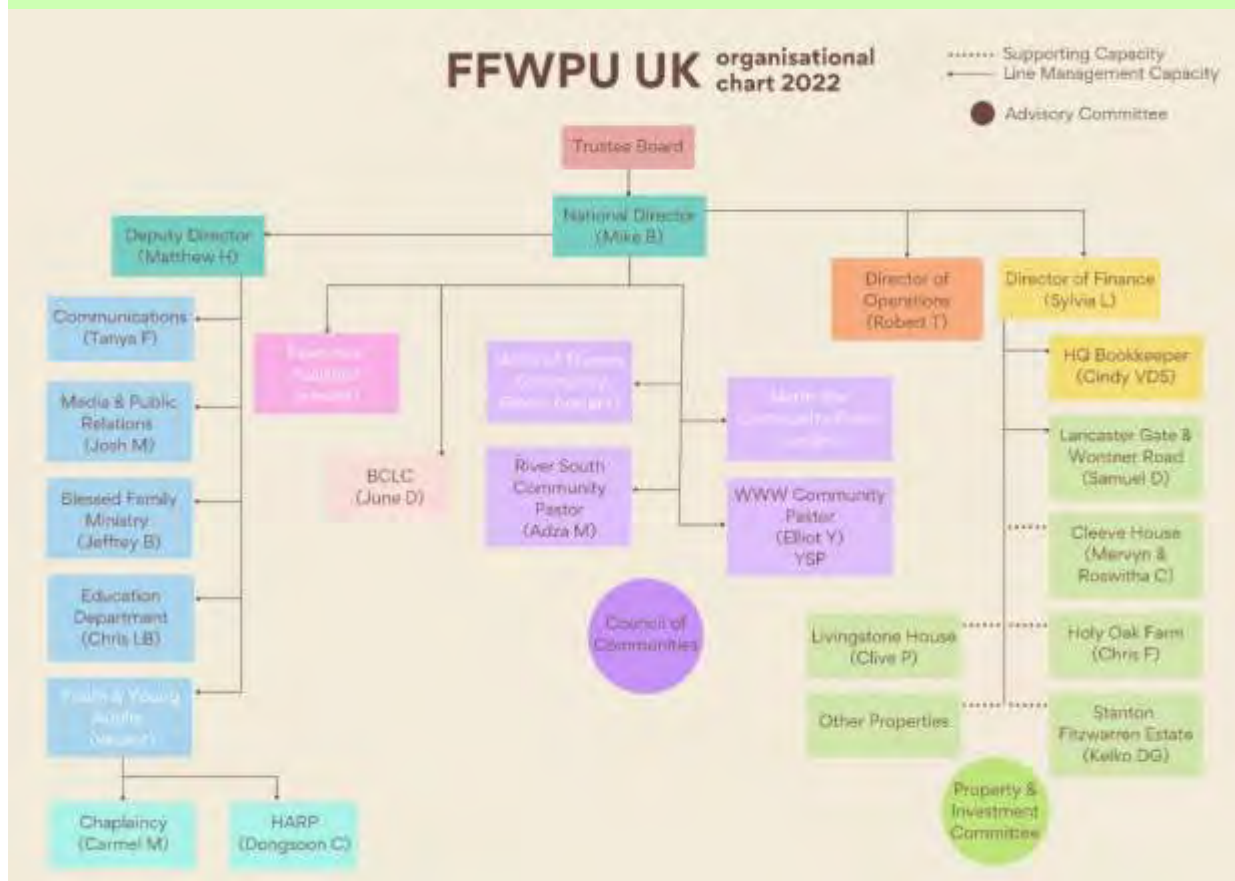 FFWPU UK organisational
chart 2022
Supporting Capacity
Line Management Capacity
Advisory Committee
Trustee Board
National Director
(Mike B)
Deputy Director
(Matthew H)
Director of
Operations
(Robert T)
Director of Finance
(Sylvia L)
Communications
(Tanya F)
HQ Bookkeeper
(Cindy VDS)
Media & Public
Relations
(Josh M)
BCLC
(June D)
River South
Community
Pastor
(Adza M)
WWW Community
Pastor
(Elliot Y)
YSP
Lancaster Gate &
Wontner Road
(Samuel D)
Blessed Family
Ministry
(Jeffrey B)
Cleeve House
(Mervyn &
Roswitha C)
Education
Department
(Chris LB)
Council of
Communities
Livingstone House
(Clive P)
Holy Oak Farm
(Chris F)
Youth & Young
Adults
(vacant)
Other Properties
Stanton
Fitzwarren Estate
(Keiko DG)
Property &
Investment
Committee
Chaplaincy
(Carmel M)
HARP
(Dongsoon C)